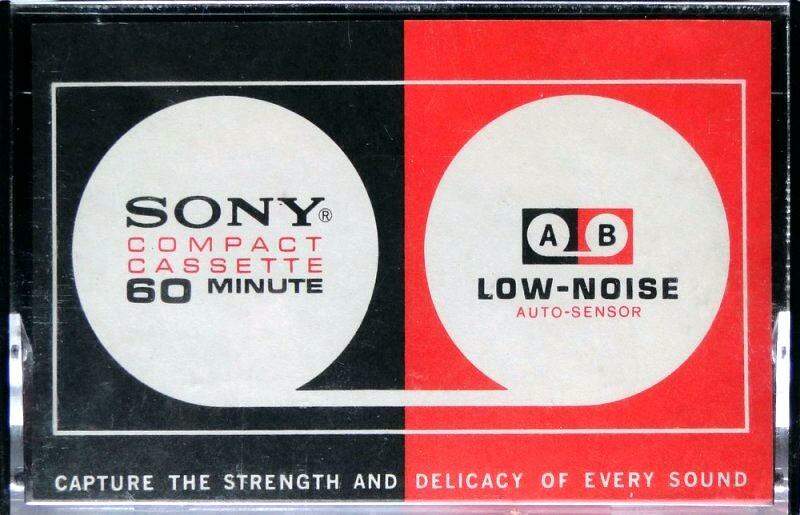 SONY®
COMPACT
CASSETTE
60 MINUTE
A B
LOW-NOISE
AUTO-SENSOR
CAPTURE THE STRENGTH AND DELICACY OF EVERY SOUND